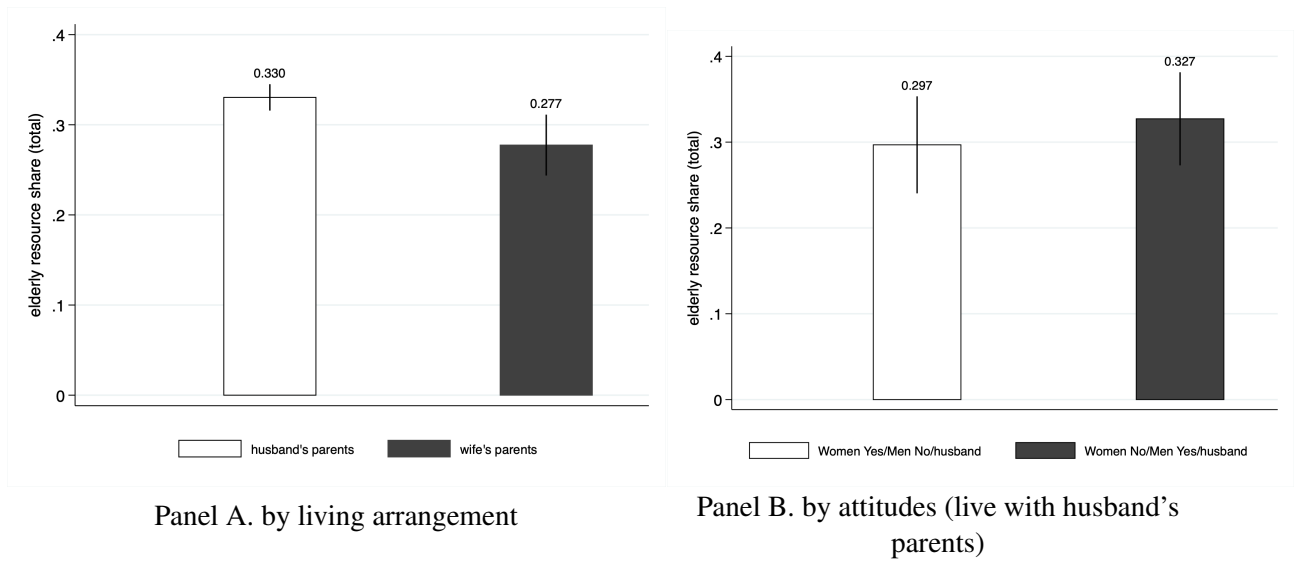 .4
.3
.2
.1
0
elderly resource share (total)
0.330
0.277
husband's parents
wife's parents
Panel A. by living arrangement
.4
.3
.2
.1
0
elderly resource share (total)
0.297
0.327
Women Yes/Men No/husband
Women No/Men Yes/husband
Panel B. by attitudes (live with husband’s
parents)